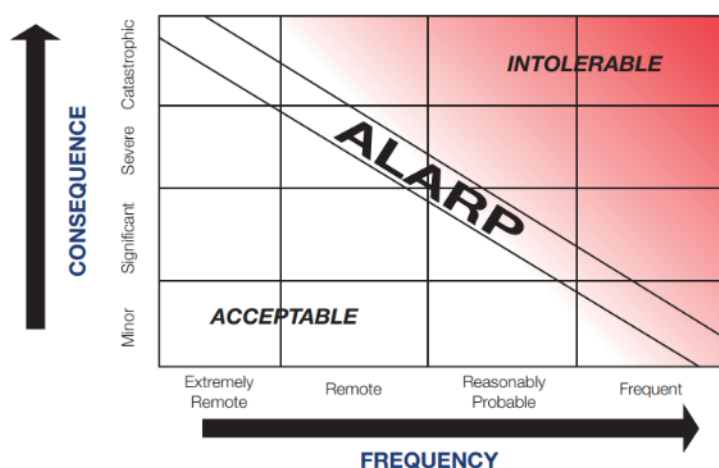 CONSEQUENCE
Catastrophic
Severe
Significant
Minor
INTOLERABLE
ALARP
ACCEPTABLE
Extremely
Remote
Remote
Reasonably
Probable
Frequent
FREQUENCY